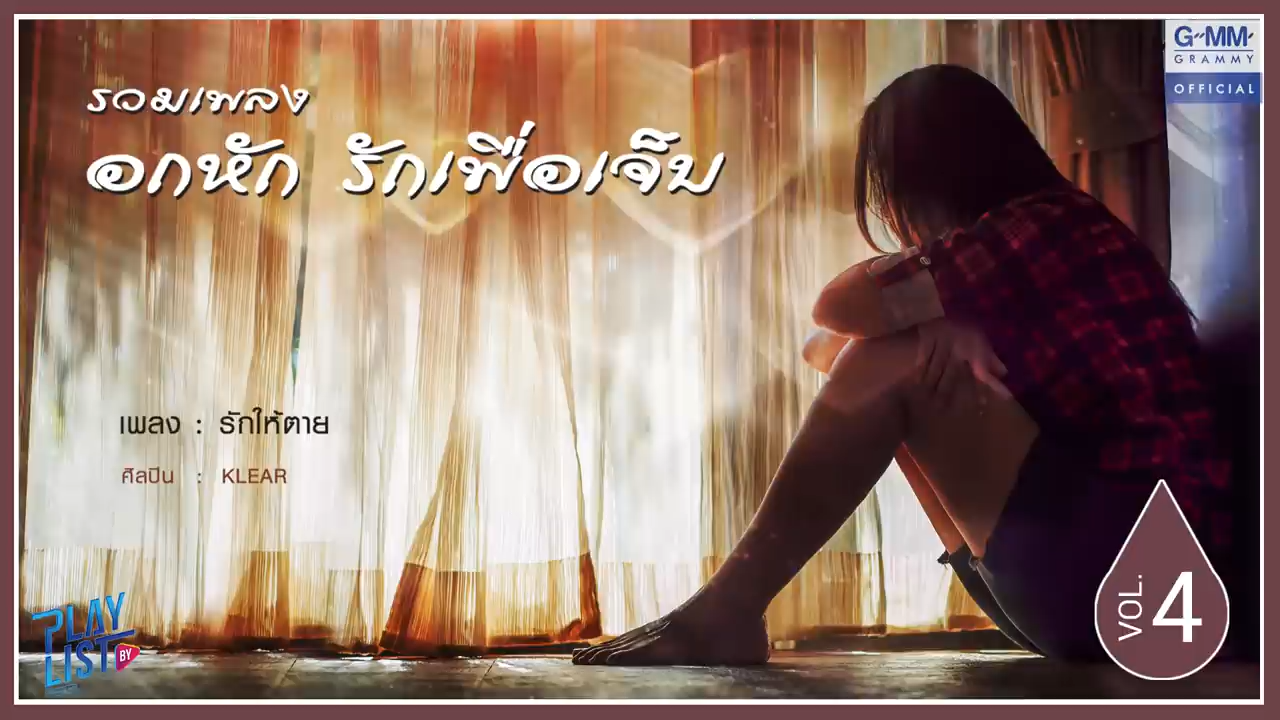 รวมเพลง
อกหัก รักเพื่อเจ็บ
G"MM'
GRAMMY
OFFICIAL
เพลง : รักให้ตาย
ศิลปิน : KLEAR
PLAY
LIST BY
VOL. 4